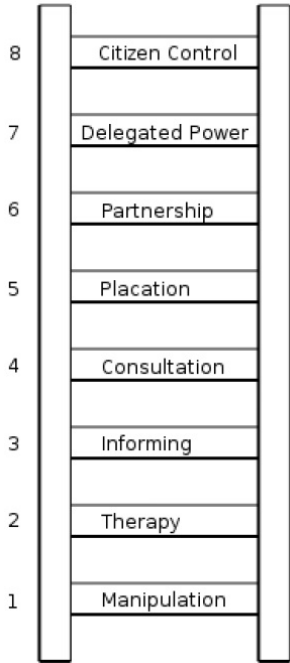 8 Citizen Control
7 Delegated Power
6 Partnership
5 Placation
4 Consultation
3 Informing
2 Therapy
1 Manipulation